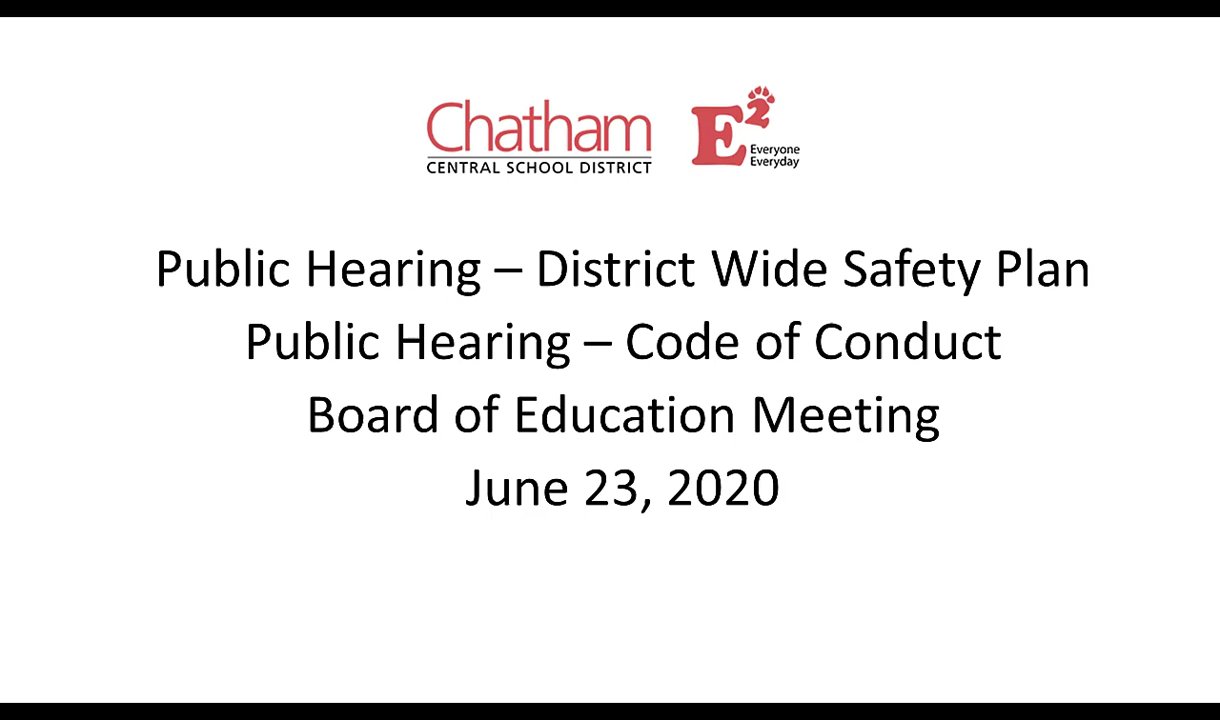 Chatham
CENTRAL SCHOOL DISTRICT
E2
Everyone
Everyday
Public Hearing – District Wide Safety Plan
Public Hearing – Code of Conduct
Board of Education Meeting
June 23, 2020